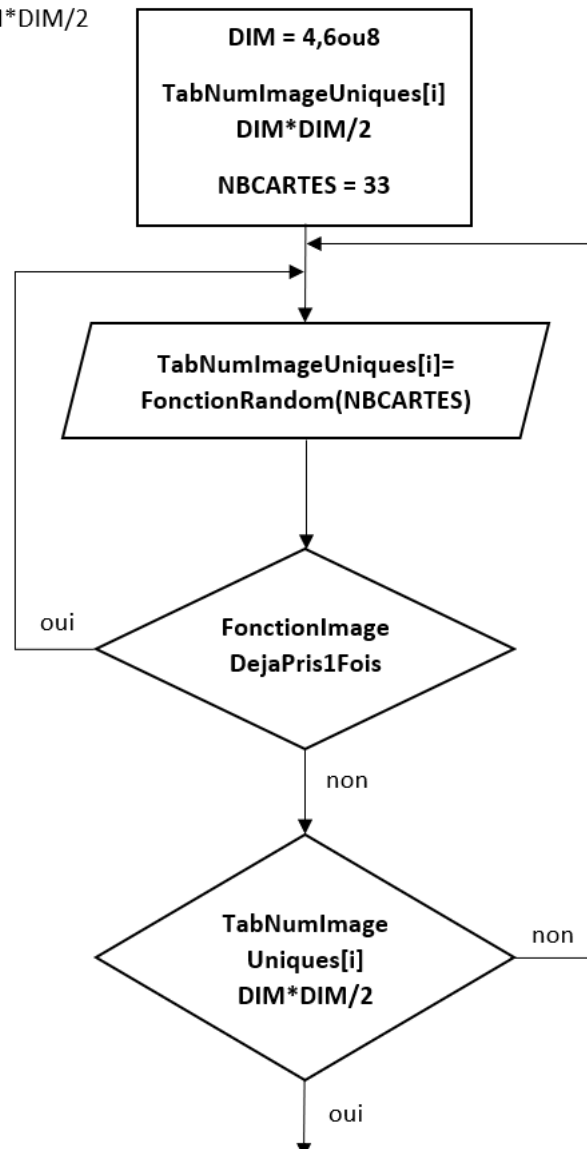 *DIM/2
DIM = 4,6ou8
TabNumImageUniques[i]
DIM*DIM/2
NBCARTES = 33
TabNumImageUniques[i]=
FonctionRandom(NBCARTES)
oui
FonctionImage
DejaPris1Fois
non
TabNumImage
Uniques[i]
DIM*DIM/2
non
oui